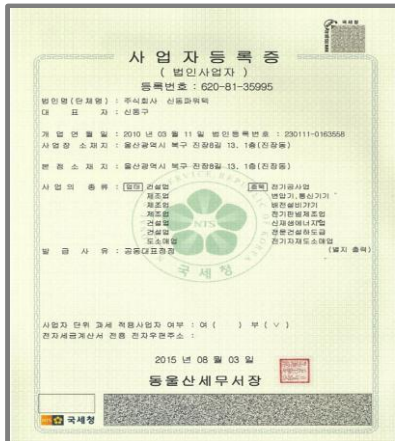 사 업 자 등 록 증
( 법인사업자 )
등록번호 : 620-81-35995
법인명(단체명) : 주식회사 신동파워텍
대 표 자 : 신동구
개 업 연 월 일 : 2010 년 03 월 11 일 법인등록번호 : 230111-0163558
사업장 소재지 : 울산광역시 북구 진장8길 13, 1층(진장동)
본 점 소 재 지 : 울산광역시 북구 진장8길 13, 1층(진장동)
사 업 의 종 류 : 업태 건설업 종목 전기공사업
제조업 변압기,통신기기
제조업 배전설비기기
제조업 전기판넬제조업
건설업 신재생에너지업
건설업 전문건설하도급
도소매업 전기자재도소매업
발 급 사 유 : 공동대표정정 (별지 출력)
NTS
국세청
사업자 단위 과세 적용사업자 여부 : 여 ( ) 부 ( ∨ )
전자세금계산서 전용 전자우편주소 :
2015 년 08 월 03 일
동울산세무서장
국세청